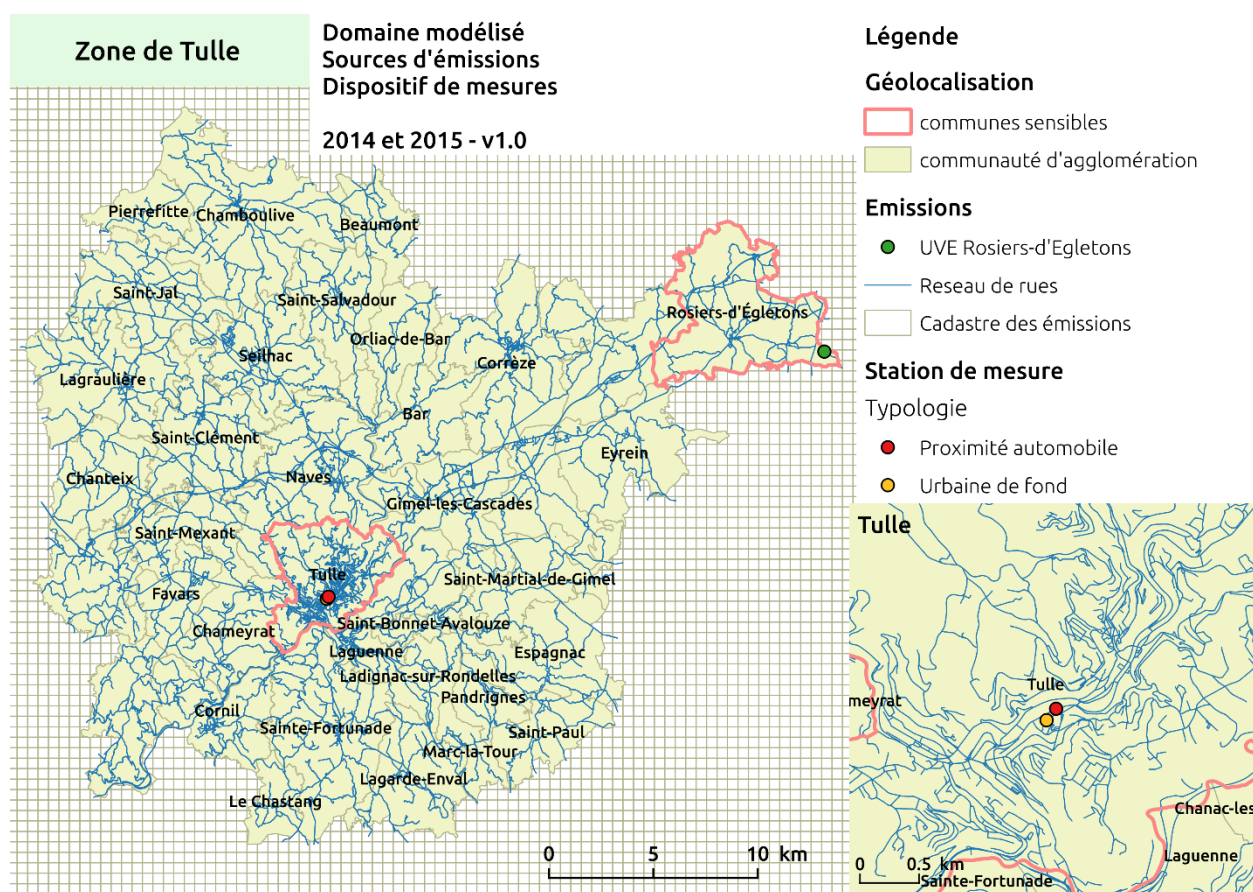 Zone de Tulle
Domaine modélisé
Sources d'émissions
Dispositif de mesures
2014 et 2015 - v1.0
Légende
Géolocalisation
communes sensibles
communauté d'agglomération
Emissions
UVE Rosiers-d'Egletons
Reseau de rues
Cadastre des émissions
Station de mesure
Typologie
Proximité automobile
Urbaine de fond
Pierrefitte
Chamboulive
Beaumont
Saint-Jal
Saint-Salvadour
Rosiers-d'Égletons
Orliac-de-Bar
Seilhac
Corrèze
Lagraulière
Bar
Saint-Clément
Eyrein
Chanteix
Naves
Gimel-les-Cascades
Saint-Mexant
Tulle
Saint-Martial-de-Gimel
Favars
Chameyrat
Saint-Bonnet-Avalouze
Laguenne
Espagnac
Ladignac-sur-Rondelles
Pandrignes
Cornil
Sainte-Fortunade
Saint-Paul
Marc-la-Tour
Lagarde-Enval
Le Chastang
0 5 10 km
Tulle
Tulle
meyrat
Chanac-les
Laguenne
0 0.5 km
Sainte-Fortunade